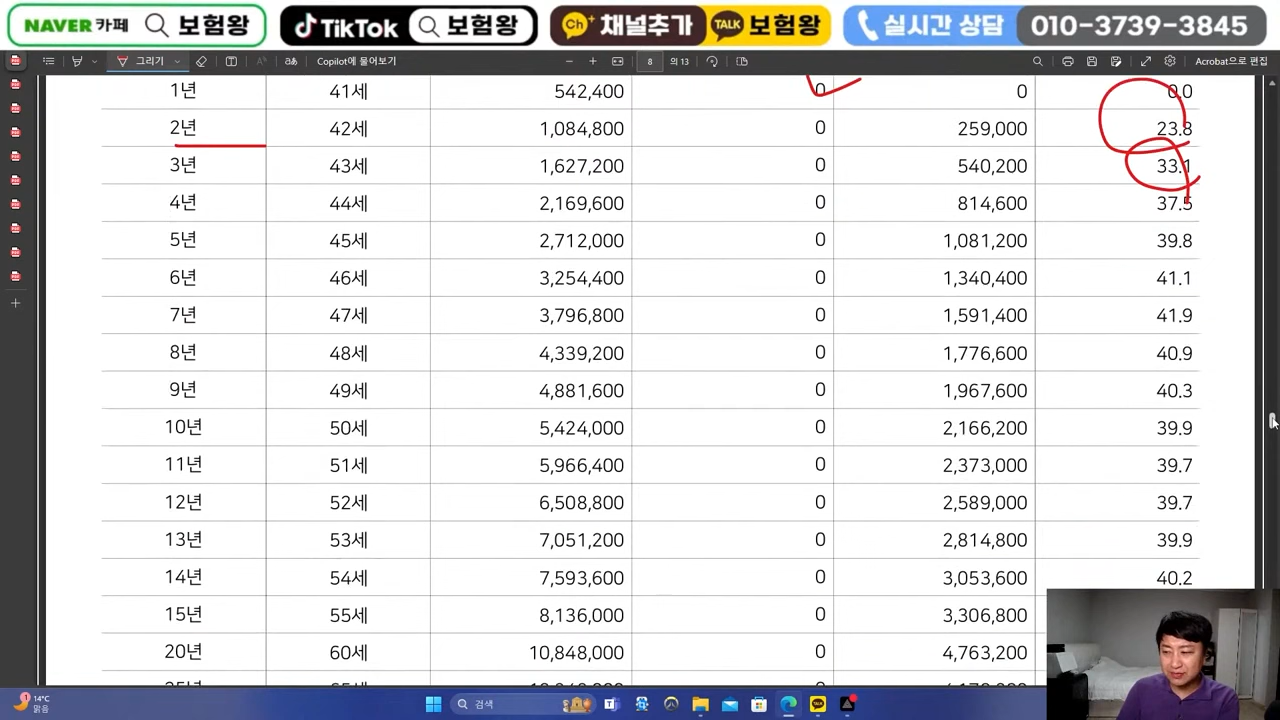 NAVER 카페 보험왕 TikTok 보험왕 Ch+ 채널추가 TALK 보험왕 실시간 상담 010-3739-3845
그리기 aあ Copilot에 물어보기 8 의 13 Acrobat으로 편집
1년 41세 542,400 0 0 0.0
2년 42세 1,084,800 0 259,000 23.8
3년 43세 1,627,200 0 540,200 33.1
4년 44세 2,169,600 0 814,600 37.5
5년 45세 2,712,000 0 1,081,200 39.8
6년 46세 3,254,400 0 1,340,400 41.1
7년 47세 3,796,800 0 1,591,400 41.9
8년 48세 4,339,200 0 1,776,600 40.9
9년 49세 4,881,600 0 1,967,600 40.3
10년 50세 5,424,000 0 2,166,200 39.9
11년 51세 5,966,400 0 2,373,000 39.7
12년 52세 6,508,800 0 2,589,000 39.7
13년 53세 7,051,200 0 2,814,800 39.9
14년 54세 7,593,600 0 3,053,600 40.2
15년 55세 8,136,000 0 3,306,800
20년 60세 10,848,000 0 4,763,200
14°C
맑음
검색
TALK